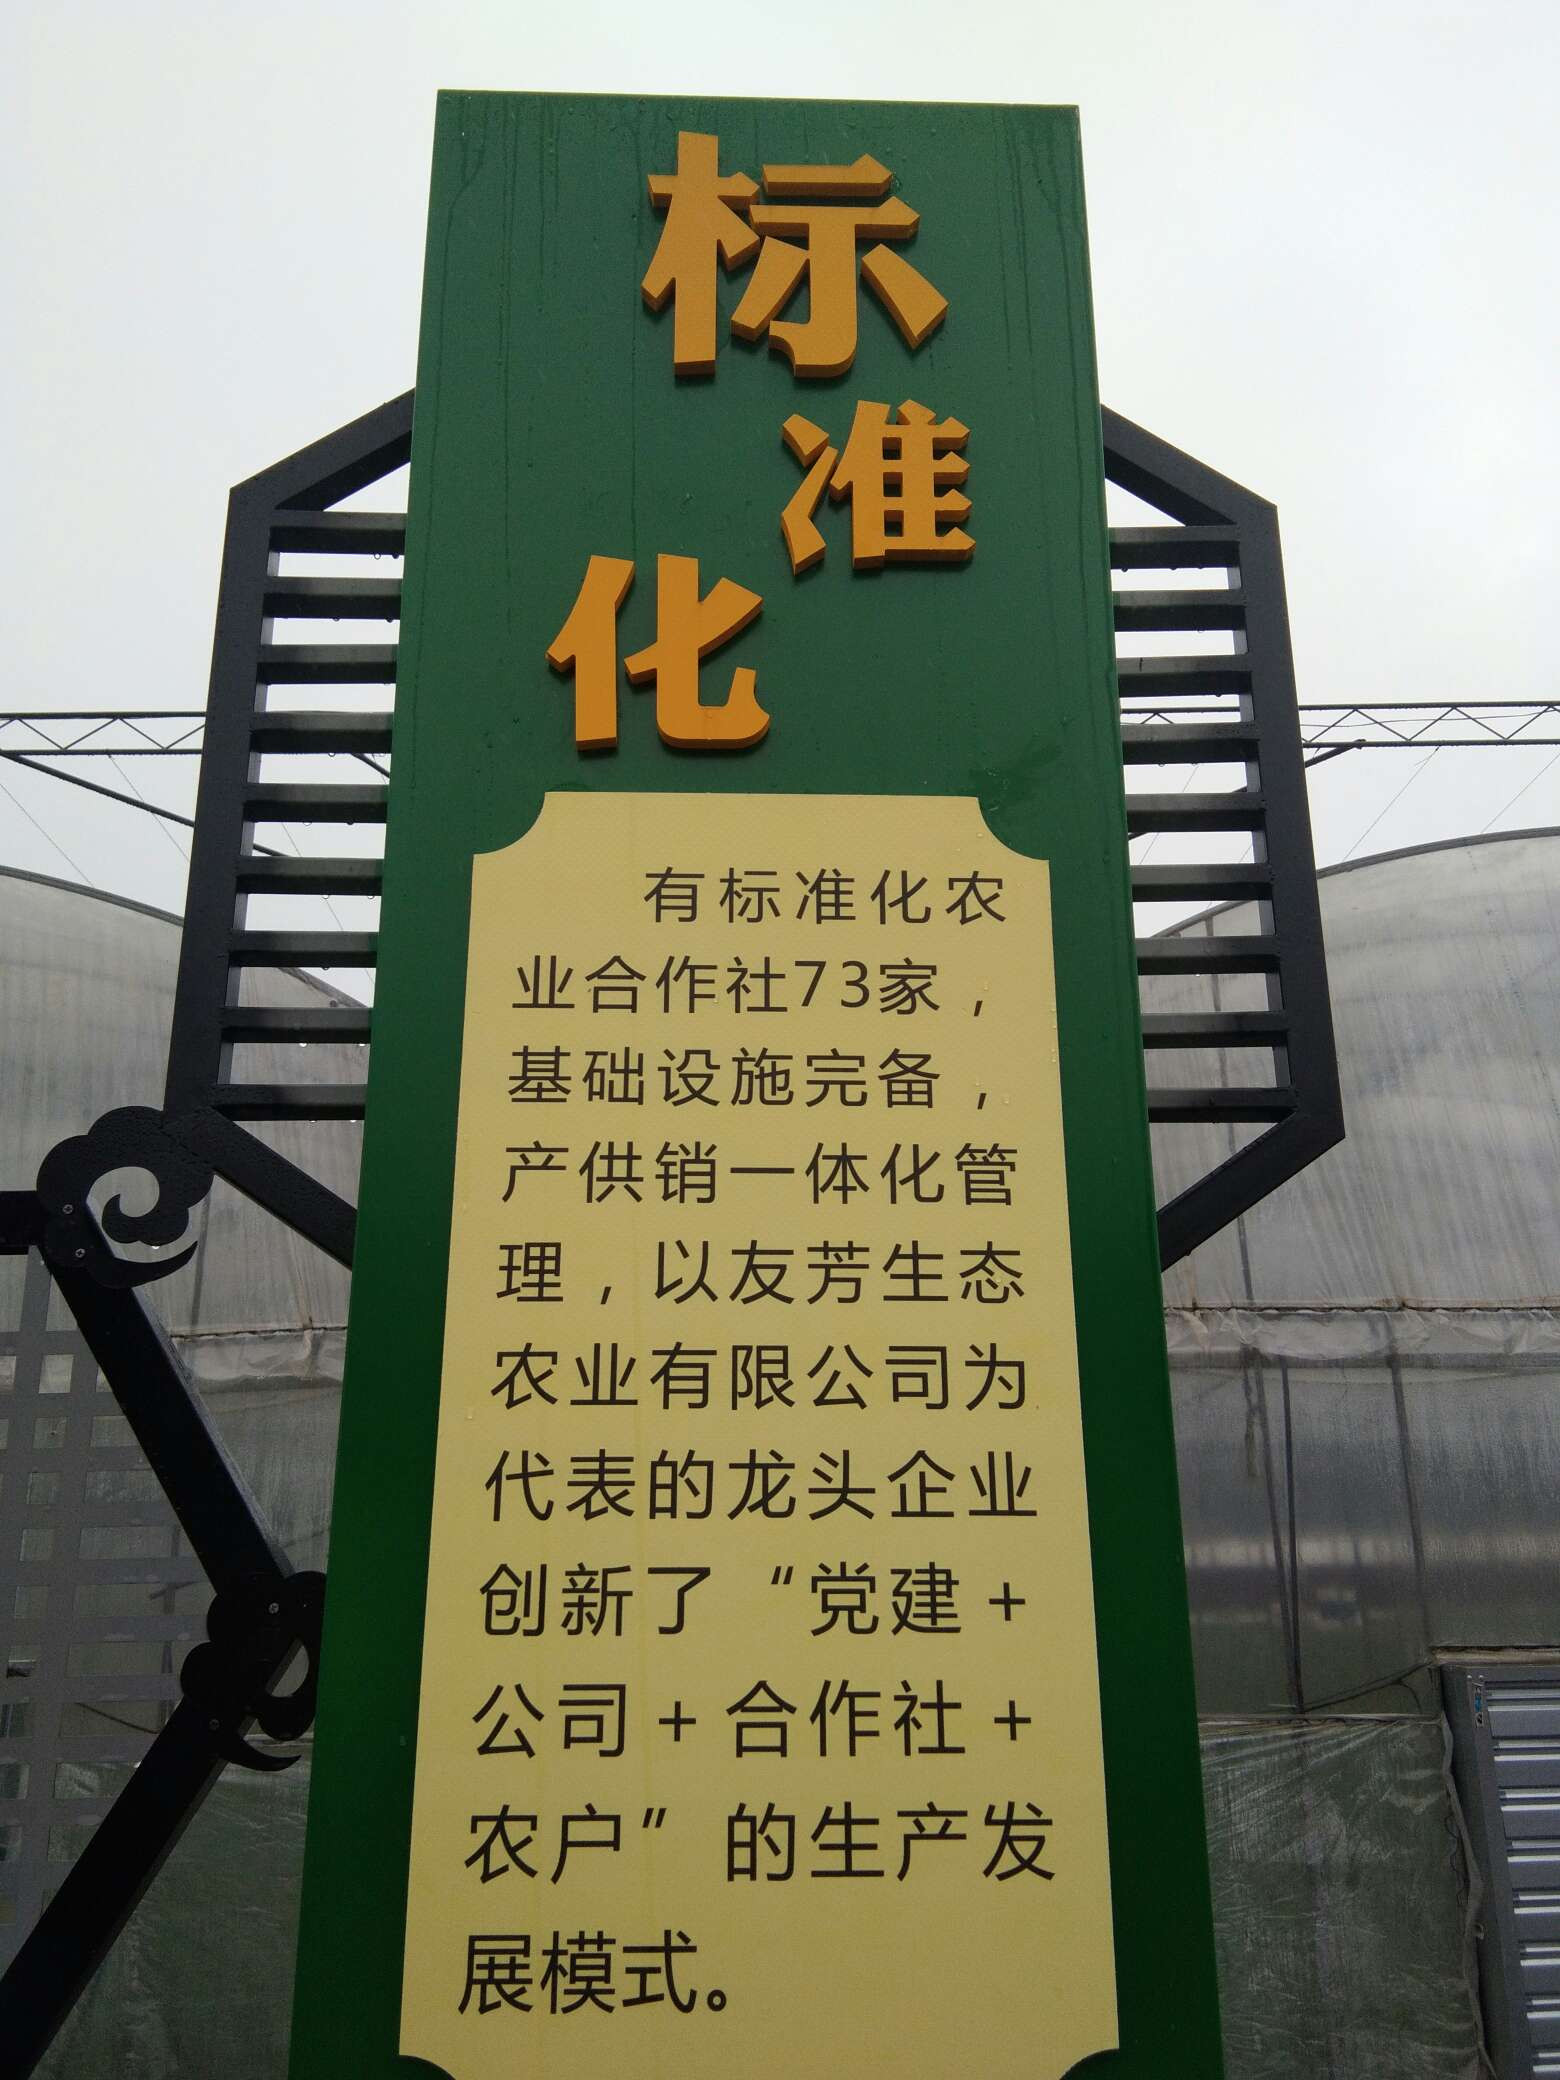 标
准
化
有标准化农
业合作社73家，
基础设施完备，
产供销一体化管
理，以友芳生态
农业有限公司为
代表的龙头企业
创新了“党建+
公司+合作社+
农户”的生产发
展模式。